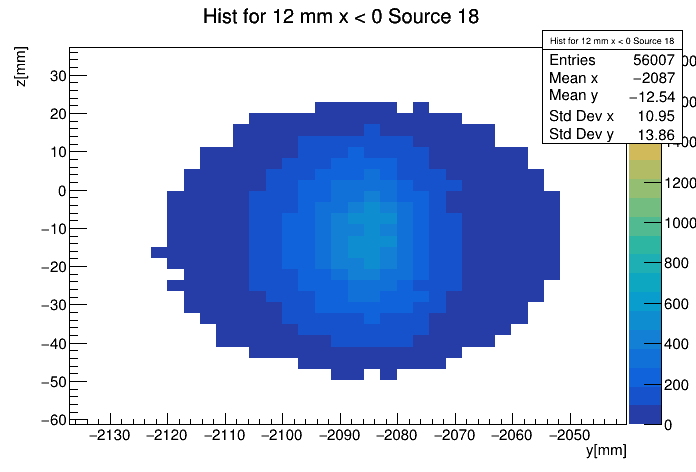 Hist for 12 mm x < 0 Source 18
Hist for 12 mm x < 0 Source 18
Entries 56007
Mean x −2087
Mean y −12.54
Std Dev x 10.95
Std Dev y 13.86
z[mm]
30
20
10
0
−10
−20
−30
−40
−50
−60
−2130 −2120 −2110 −2100 −2090 −2080 −2070 −2060 −2050
y[mm]
1200
1000
800
600
400
200
0